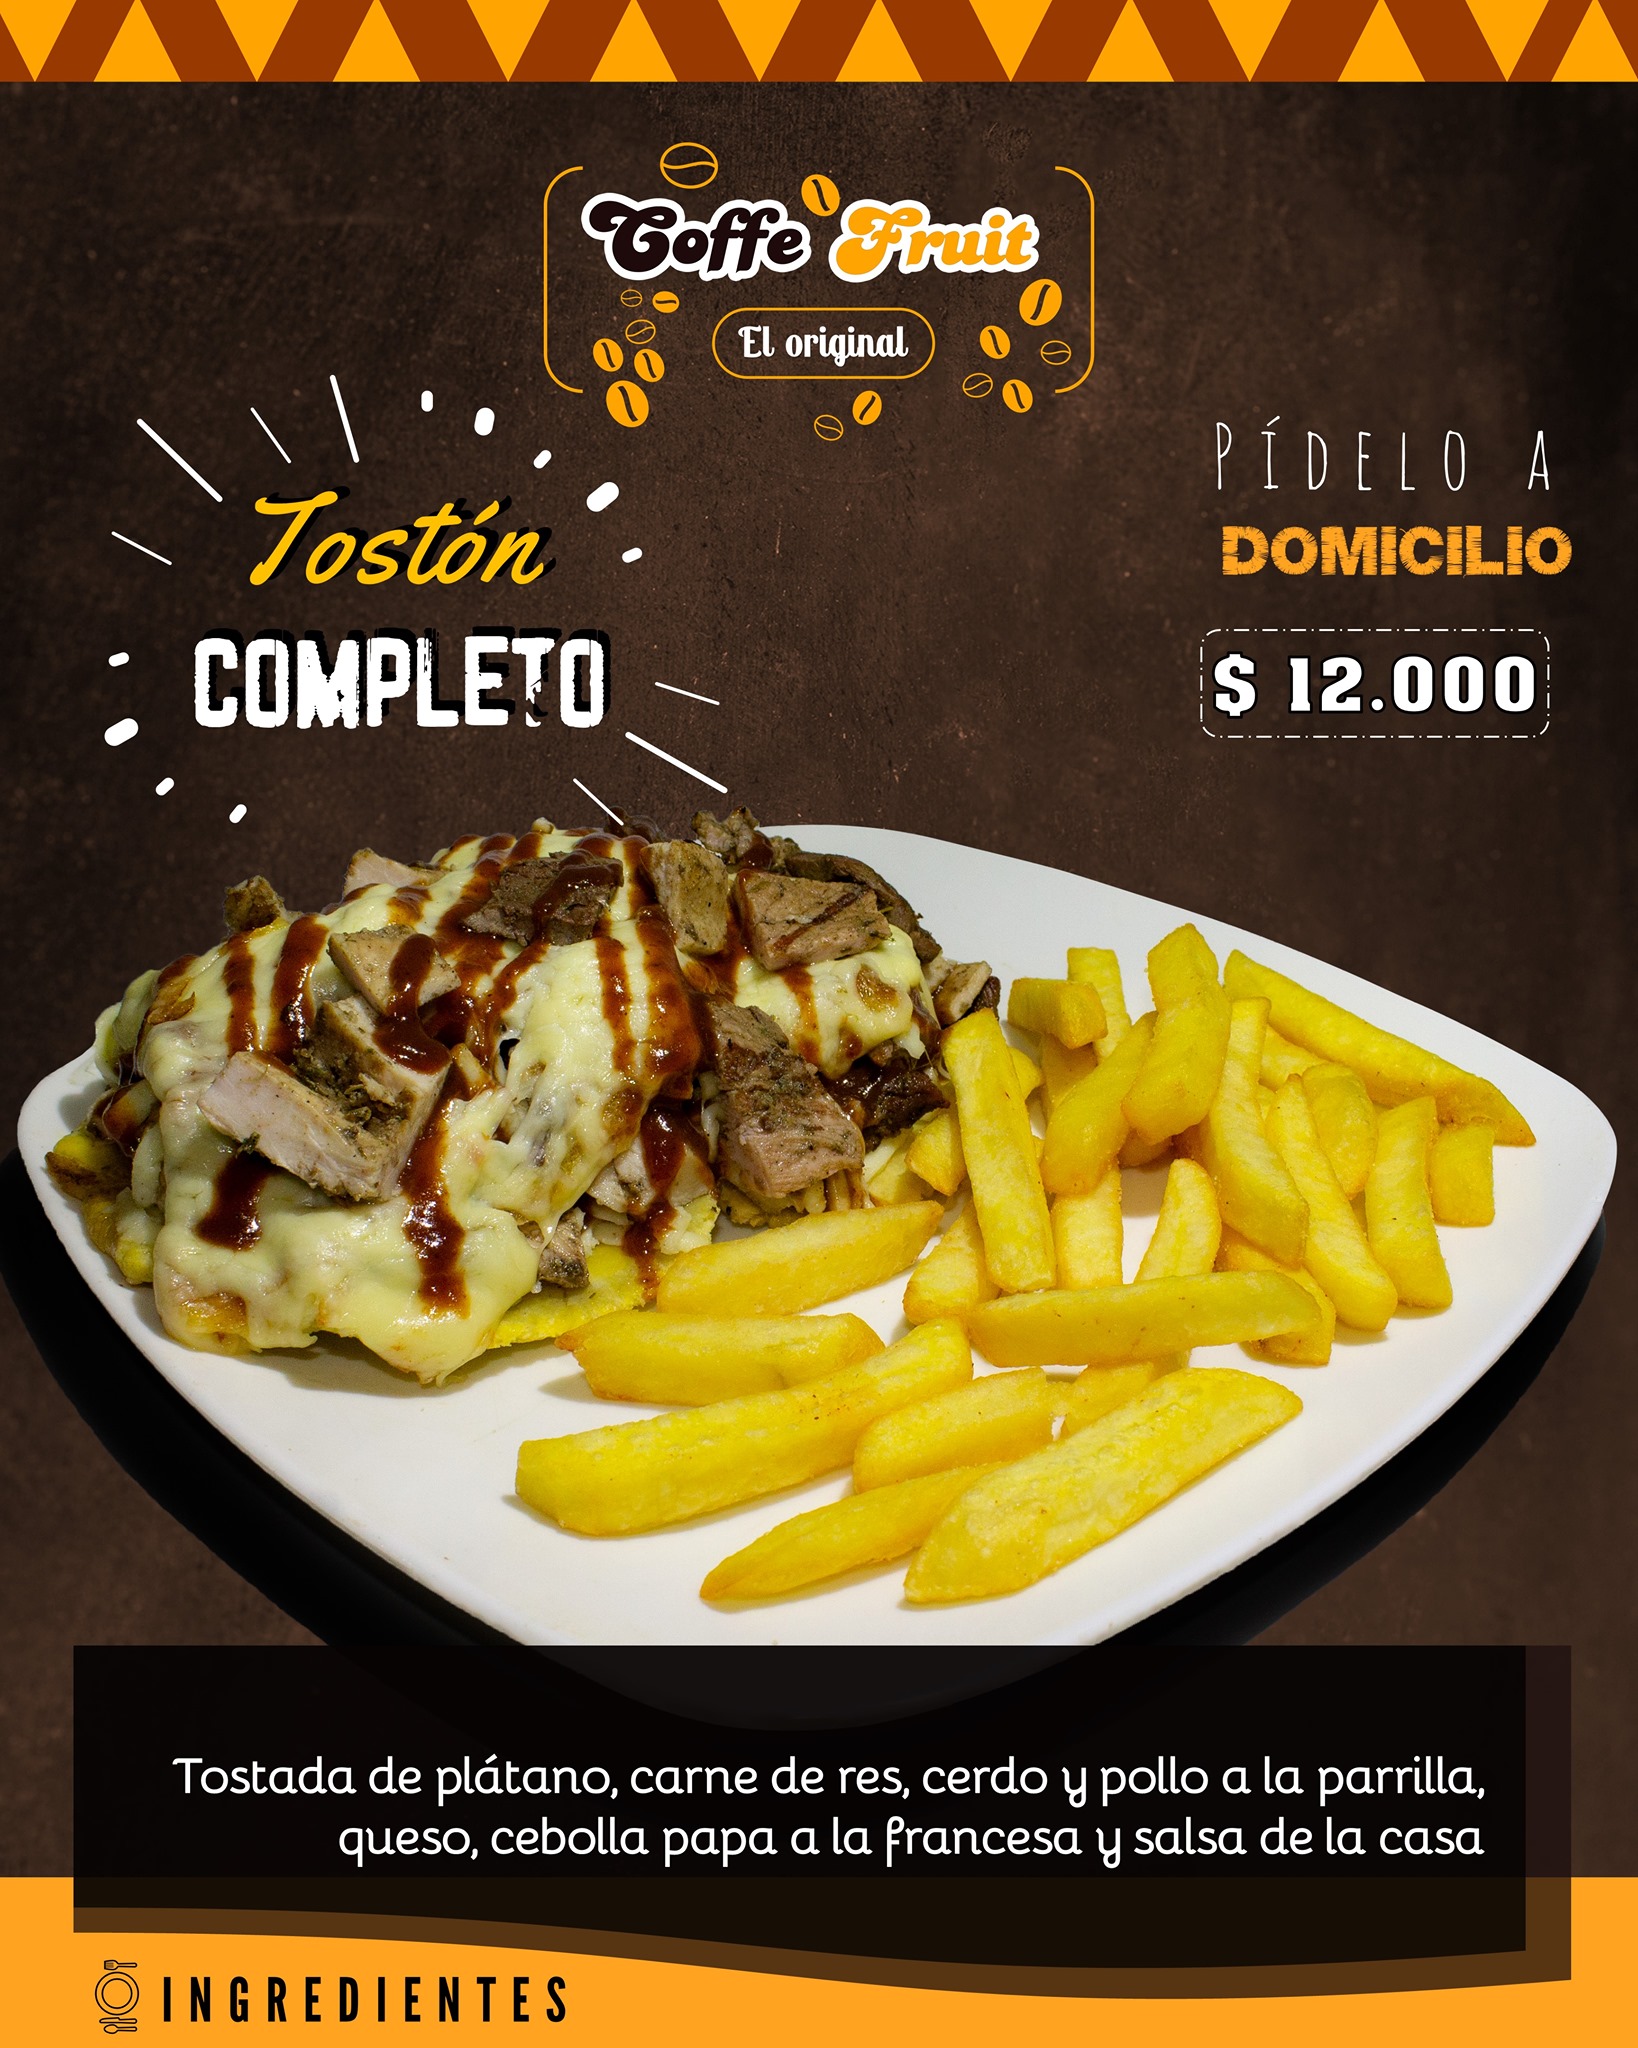 Coffe Fruit
El original
Tostón
COMPLETO
PÍDELO A
DOMICILIO
$ 12.000
Tostada de plátano, carne de res, cerdo y pollo a la parrilla,
queso, cebolla papa a la francesa y salsa de la casa
INGREDIENTES